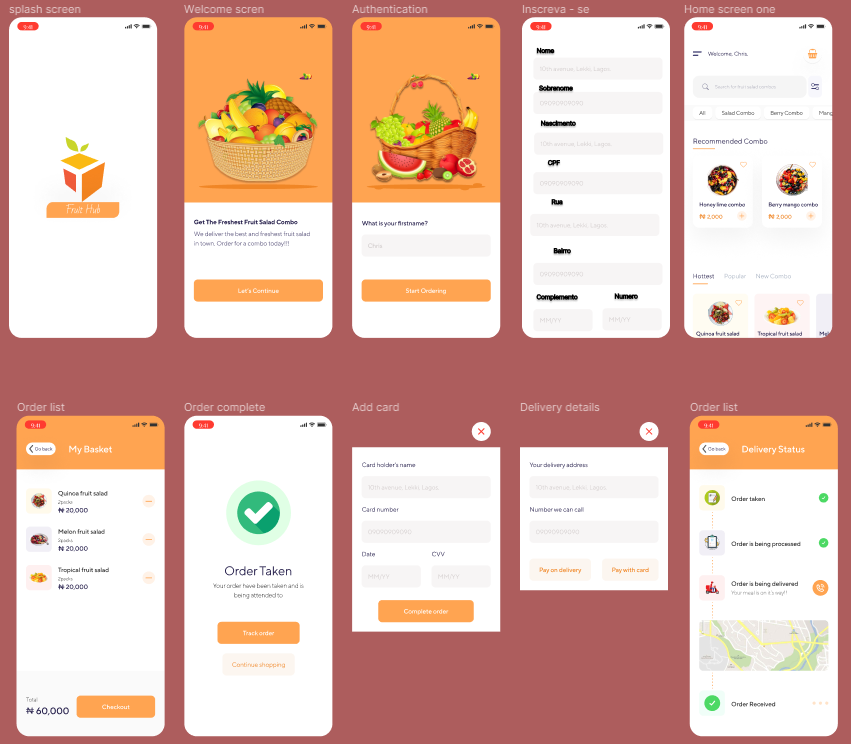 splash screen
Welcome scren
Authentication
Inscreva - se
Home screen one
9:41
Fruit Hub
9:41
Get The Freshest Fruit Salad Combo
We deliver the best and freshest fruit salad
in town. Order for a combo today!!!
Let's Continue
9:41
What is your firstname?
Chris
Start Ordering
9:41
Nome
10th avenue, Lekki, Lagos
Sobrenome
09090909090
Nascimento
10th avenue, Lekki, Lagos
CPF
09090909090
Rua
10th avenue, Lekki, Lagos
Bairro
09090909090
Complemento
Numero
MM/YY
MM/YY
9:41
Welcome, Chris.
Search for fruit salad combos
All
Salad Combo
Berry Combo
Mang
Recommended Combo
Honey lime combo
₦ 2,000
Berry mango combo
₦ 2,000
Hottest
Populer
New Combo
Quinoa fruit salad
Tropical fruit salad
Mel
Order list
Order complete
Add card
Delivery details
Order list
9:41
Go back
My Basket
Quinoa fruit salad
2packs
₦ 20,000
Melon fruit salad
2packs
₦ 20,000
Tropical fruit salad
2packs
₦ 20,000
Total
₦ 60,000
Checkout
9:41
Order Taken
Your order have been taken and is
being attended to
Track order
Continue shopping
Card holder's name
10th avenue, Lekki, Lagos
Card number
09090909090
Date
CVV
MM/YY
MM/YY
Complete order
Your delivery address
10th avenue, Lekki, Lagos
Number we can call
09090909090
Pay on delivery
Pay with card
9:41
Go back
Delivery Status
Order taken
Order is being processed
Order is being delivered
Your meal is on it's way!!
Order Received